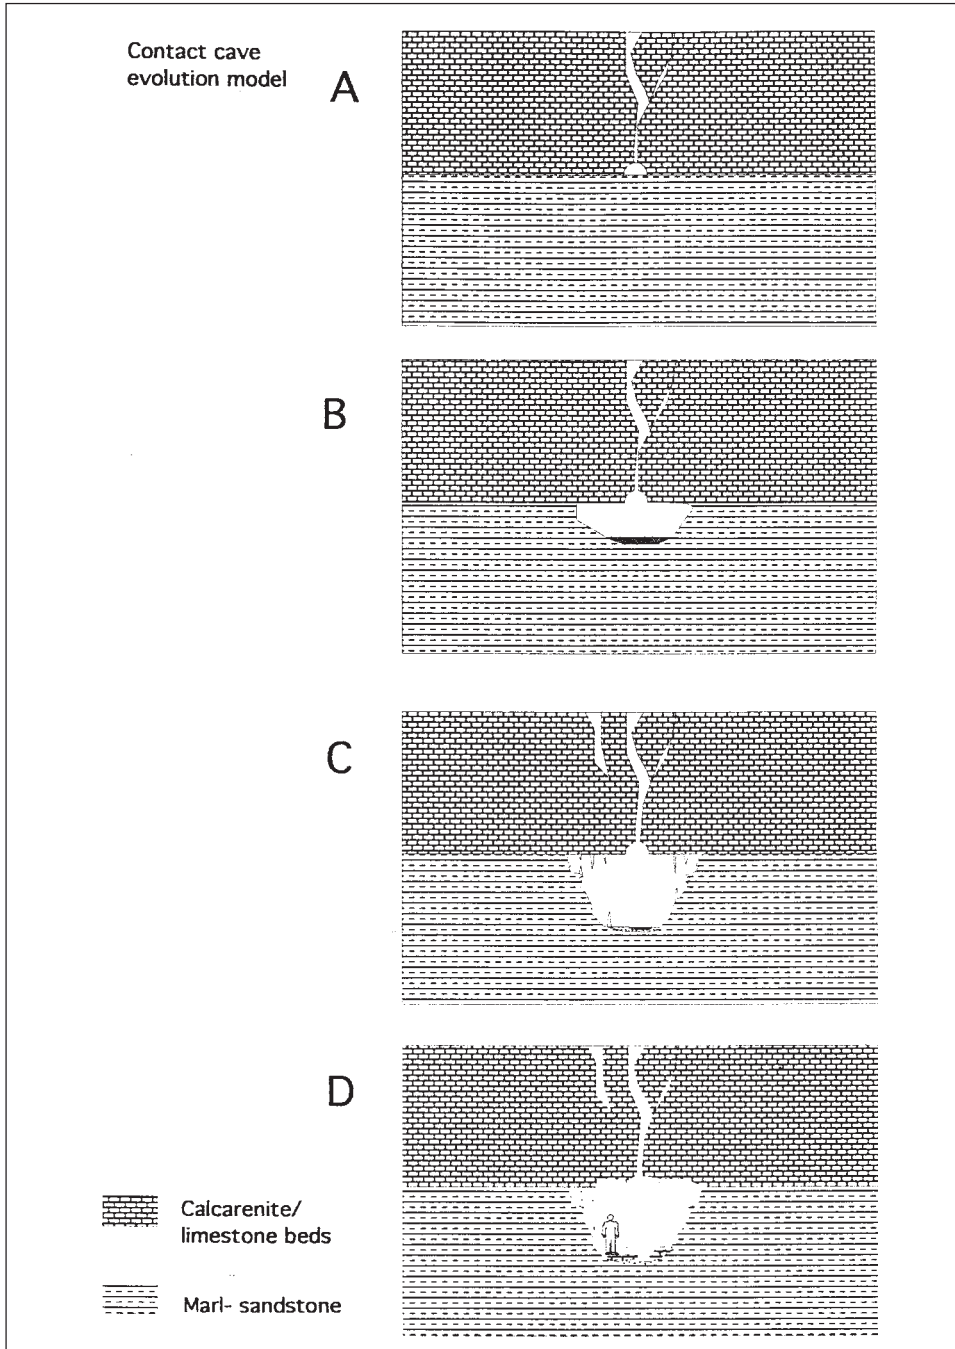 Contact cave
evolution model
A
B
C
D
Calcarenite/
limestone beds
Marl- sandstone